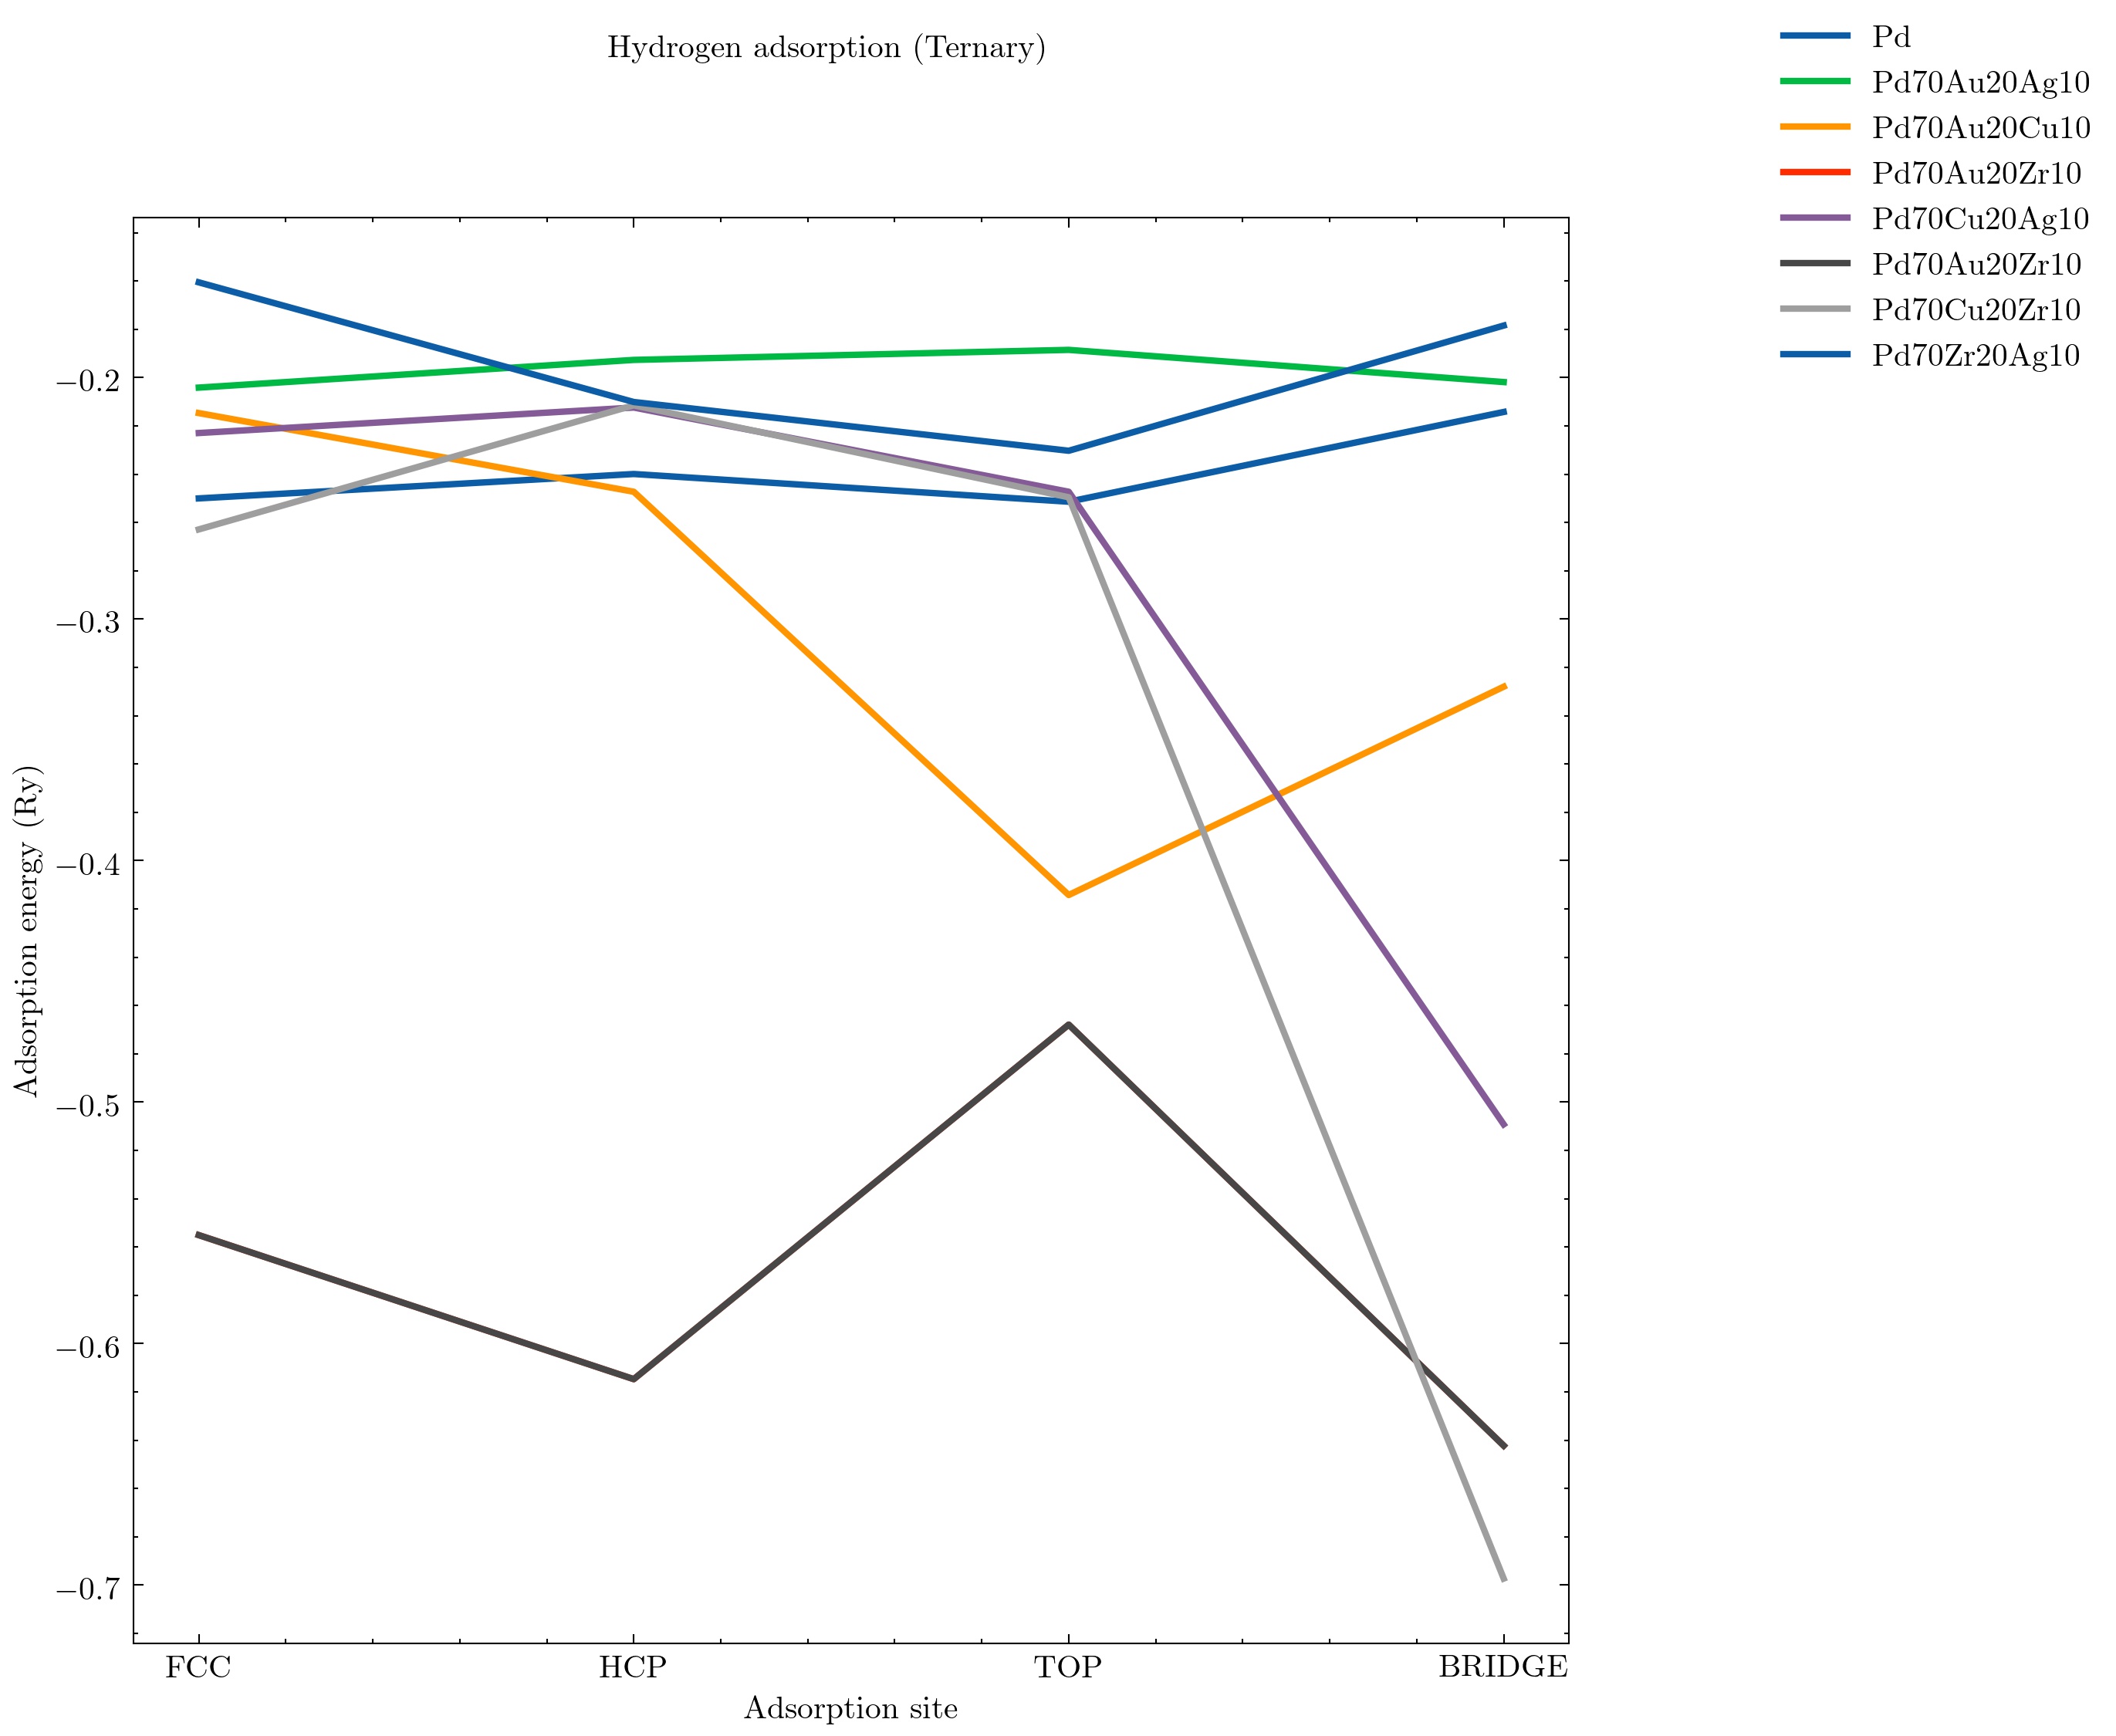 Hydrogen adsorption (Ternary)
Pd
Pd70Au20Ag10
Pd70Au20Cu10
Pd70Au20Zr10
Pd70Cu20Ag10
Pd70Au20Zr10
Pd70Cu20Zr10
Pd70Zr20Ag10
Adsorption energy (Ry)
−0.2
−0.3
−0.4
−0.5
−0.6
−0.7
FCC HCP TOP BRIDGE
Adsorption site